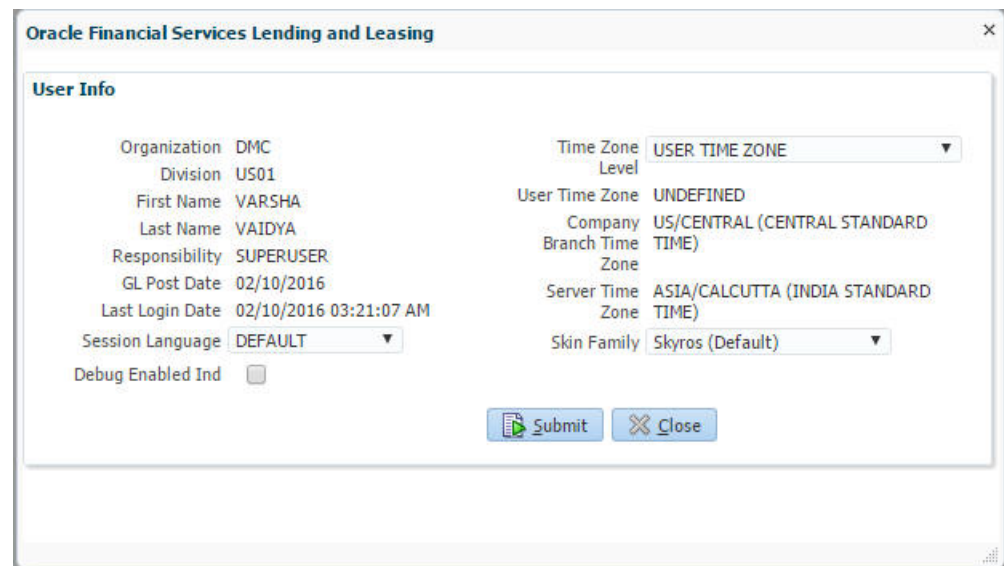 Oracle Financial Services Lending and Leasing
User Info
Organization DMC
Division US01
First Name VARSHA
Last Name VAIDYA
Responsibility SUPERUSER
GL Post Date 02/10/2016
Last Login Date 02/10/2016 03:21:07 AM
Session Language DEFAULT
Debug Enabled Ind
Time Zone USER TIME ZONE
Level
User Time Zone UNDEFINED
Company US/CENTRAL (CENTRAL STANDARD
Branch Time TIME)
Zone
Server Time ASIA/CALCUTTA (INDIA STANDARD
Zone TIME)
Skin Family Skyros (Default)
Submit Close